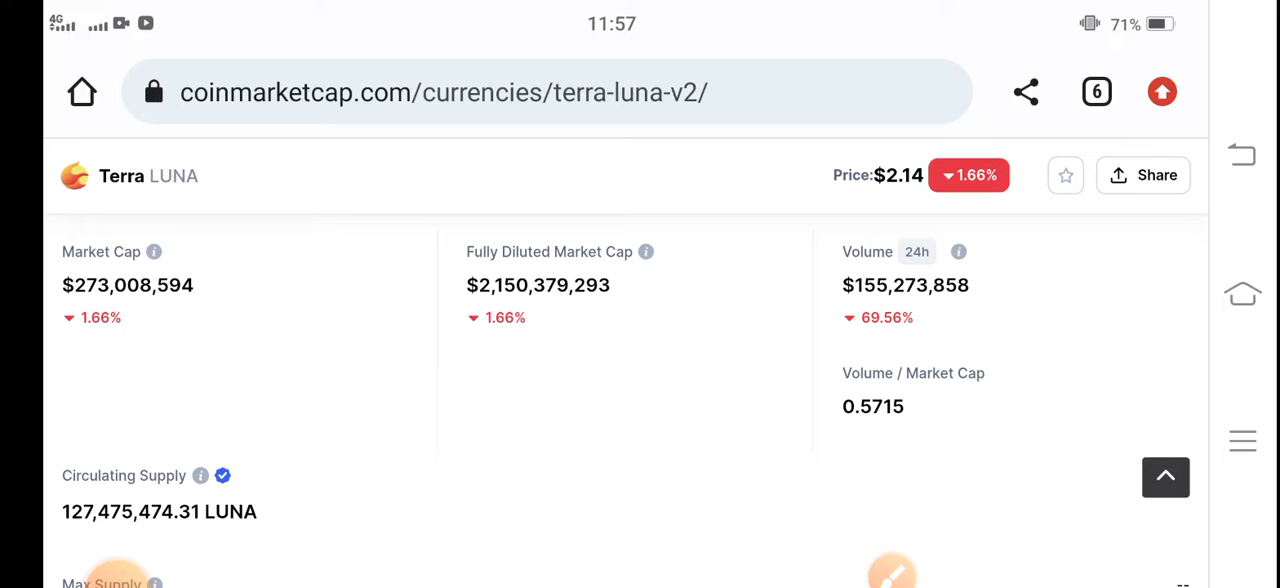 4G 11:57 71%
coinmarketcap.com/currencies/terra-luna-v2/ 6
Terra LUNA Price:$2.14 1.66% Share
Market Cap Fully Diluted Market Cap Volume 24h
$273,008,594 $2,150,379,293 $155,273,858
1.66% 1.66% 69.56%
Volume / Market Cap
0.5715
Circulating Supply
127,475,474.31 LUNA
Max Supply --